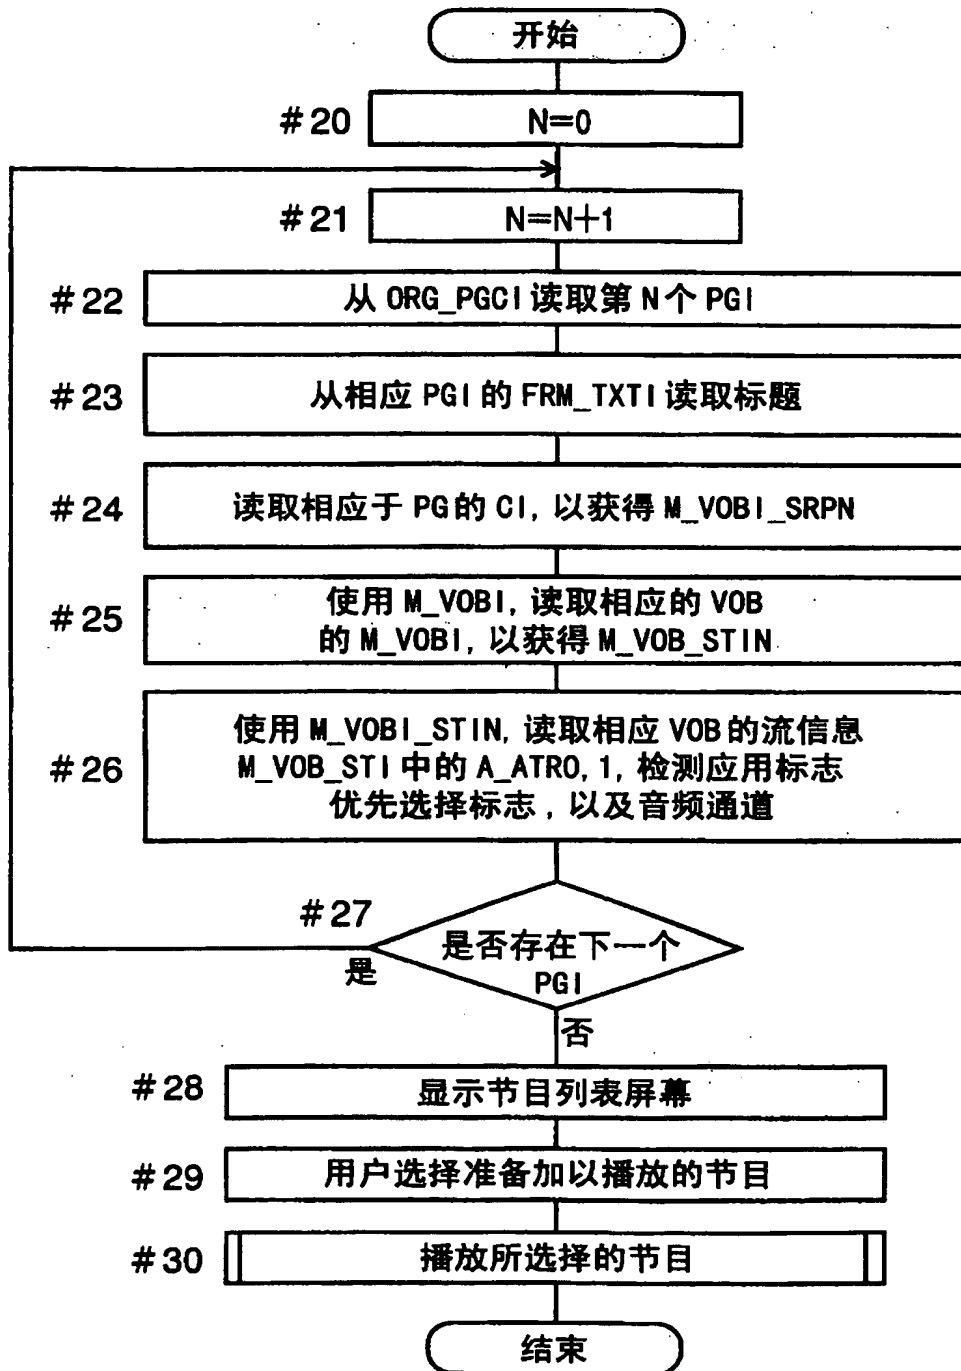 开始
#20 N=0
#21 N=N+1
#22 从 ORG_PGCI 读取第 N 个 PGI
#23 从相应 PGI 的 FRM_TXTI 读取标题
#24 读取相应于 PG 的 CI, 以获得 M_VOBI_SRPN
使用 M_VOBI, 读取相应的 VOB
#25 的 M_VOBI, 以获得 M_VOB_STIN
使用 M_VOBI_STIN, 读取相应 VOB 的流信息
#26 M_VOB_STI 中的 A_ATRO, 1, 检测应用标志
优先选择标志, 以及音频通道
#27
是否存在下一个
PGI
是
否
#28 显示节目列表屏幕
#29 用户选择准备加以播放的节目
#30 播放所选择的节目
结束